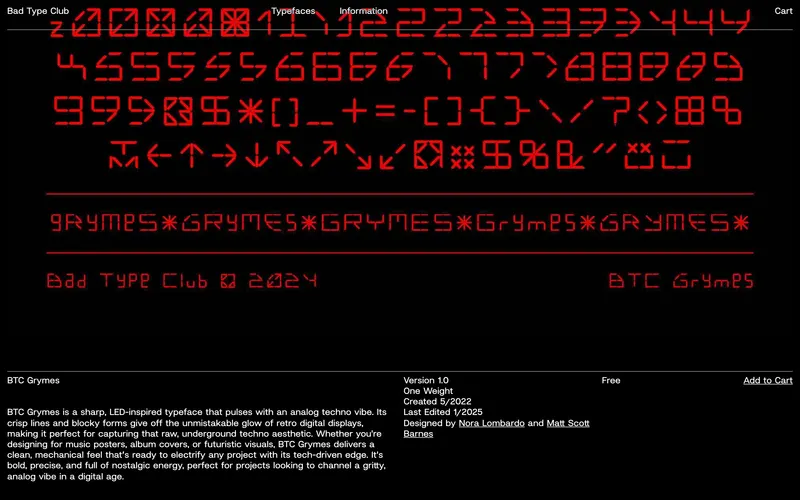 Bad Type Club Typefaces Information Cart
z00000011112222233333444
4555556666677778888 9
9999 * [ ] _ + = - [ ] { } \ / ? < > %
← ↑ → ↓ ↖ ↗ ↘ ↙ % &
gRYMES*GRYMES*GRYMES*Grymes*GRYMES*
Bad Type Club © 2024 BTC Grymes
BTC Grymes Version 1.0 Free Add to Cart
One Weight
Created 5/2022
Last Edited 1/2025
Designed by Nora Lombardo and Matt Scott
Barnes
BTC Grymes is a sharp, LED-inspired typeface that pulses with an analog techno vibe. Its
crisp lines and blocky forms give off the unmistakable glow of retro digital displays,
making it perfect for capturing that raw, underground techno aesthetic. Whether you're
designing for music posters, album covers, or futuristic visuals, BTC Grymes delivers a
clean, mechanical feel that's ready to electrify any project with its tech-driven edge. It's
bold, precise, and full of nostalgic energy, perfect for projects looking to channel a gritty,
analog vibe in a digital age.